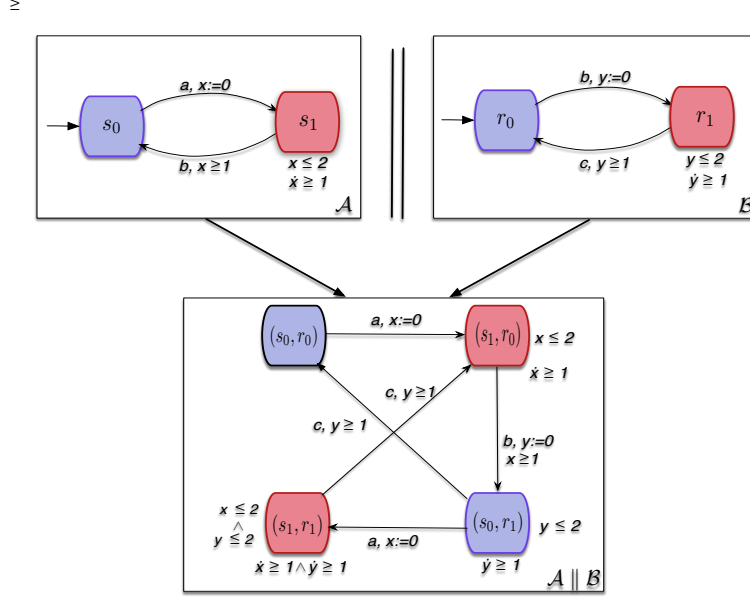 ≥
a, x:=0
s₀
s₁
b, x ≥1
x ≤ 2
ẋ ≥ 1
𝒜
b, y:=0
r₀
r₁
c, y ≥1
y ≤ 2
ẏ ≥ 1
ℬ
(s₀, r₀)
a, x:=0
(s₁, r₀)
x ≤ 2
ẋ ≥ 1
c, y ≥1
c, y ≥ 1
b, y:=0
x ≥1
x ≤ 2
∧
y ≤ 2
(s₁, r₁)
a, x:=0
(s₀, r₁)
y ≤ 2
ẋ ≥ 1∧ẏ ≥ 1
ẏ ≥ 1
𝒜 ∥ ℬ